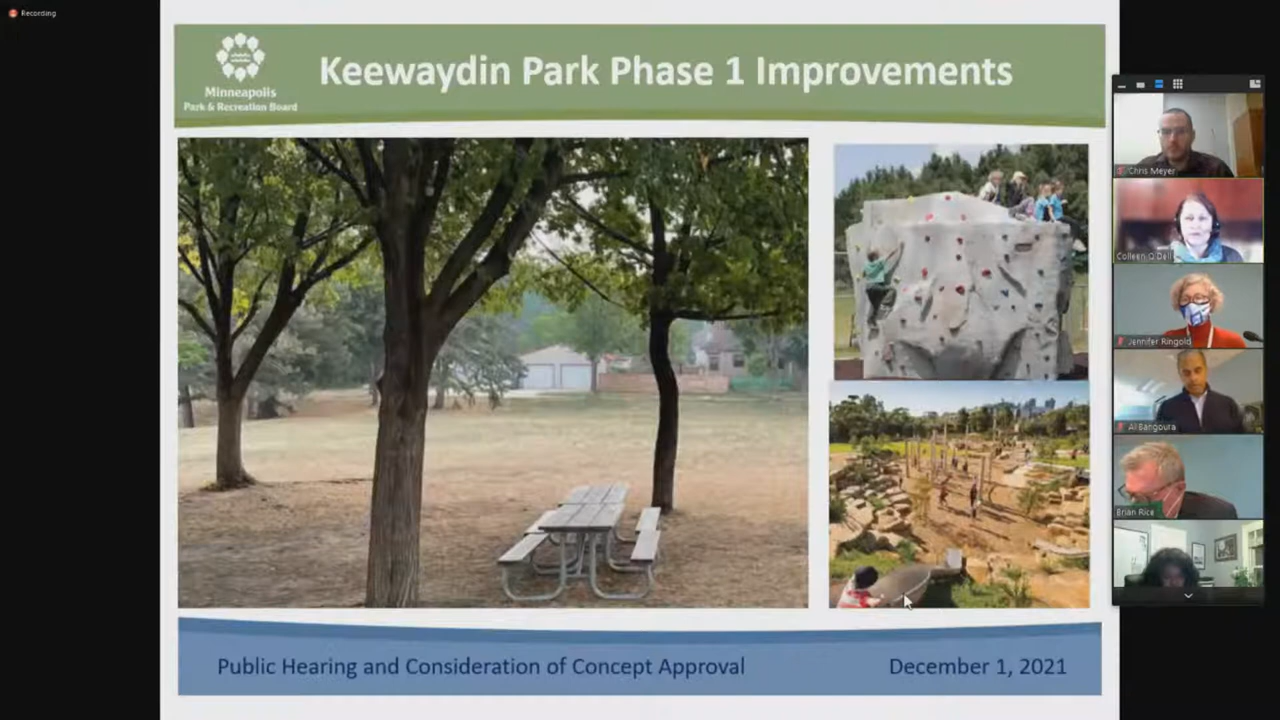 Recording
Minneapolis
Park & Recreation Board
Keewaydin Park Phase 1 Improvements
Chris Meyer
Colleen O'Dell
Jennifer Ringold
Al Bangoura
Brian Rice
Public Hearing and Consideration of Concept Approval
December 1, 2021